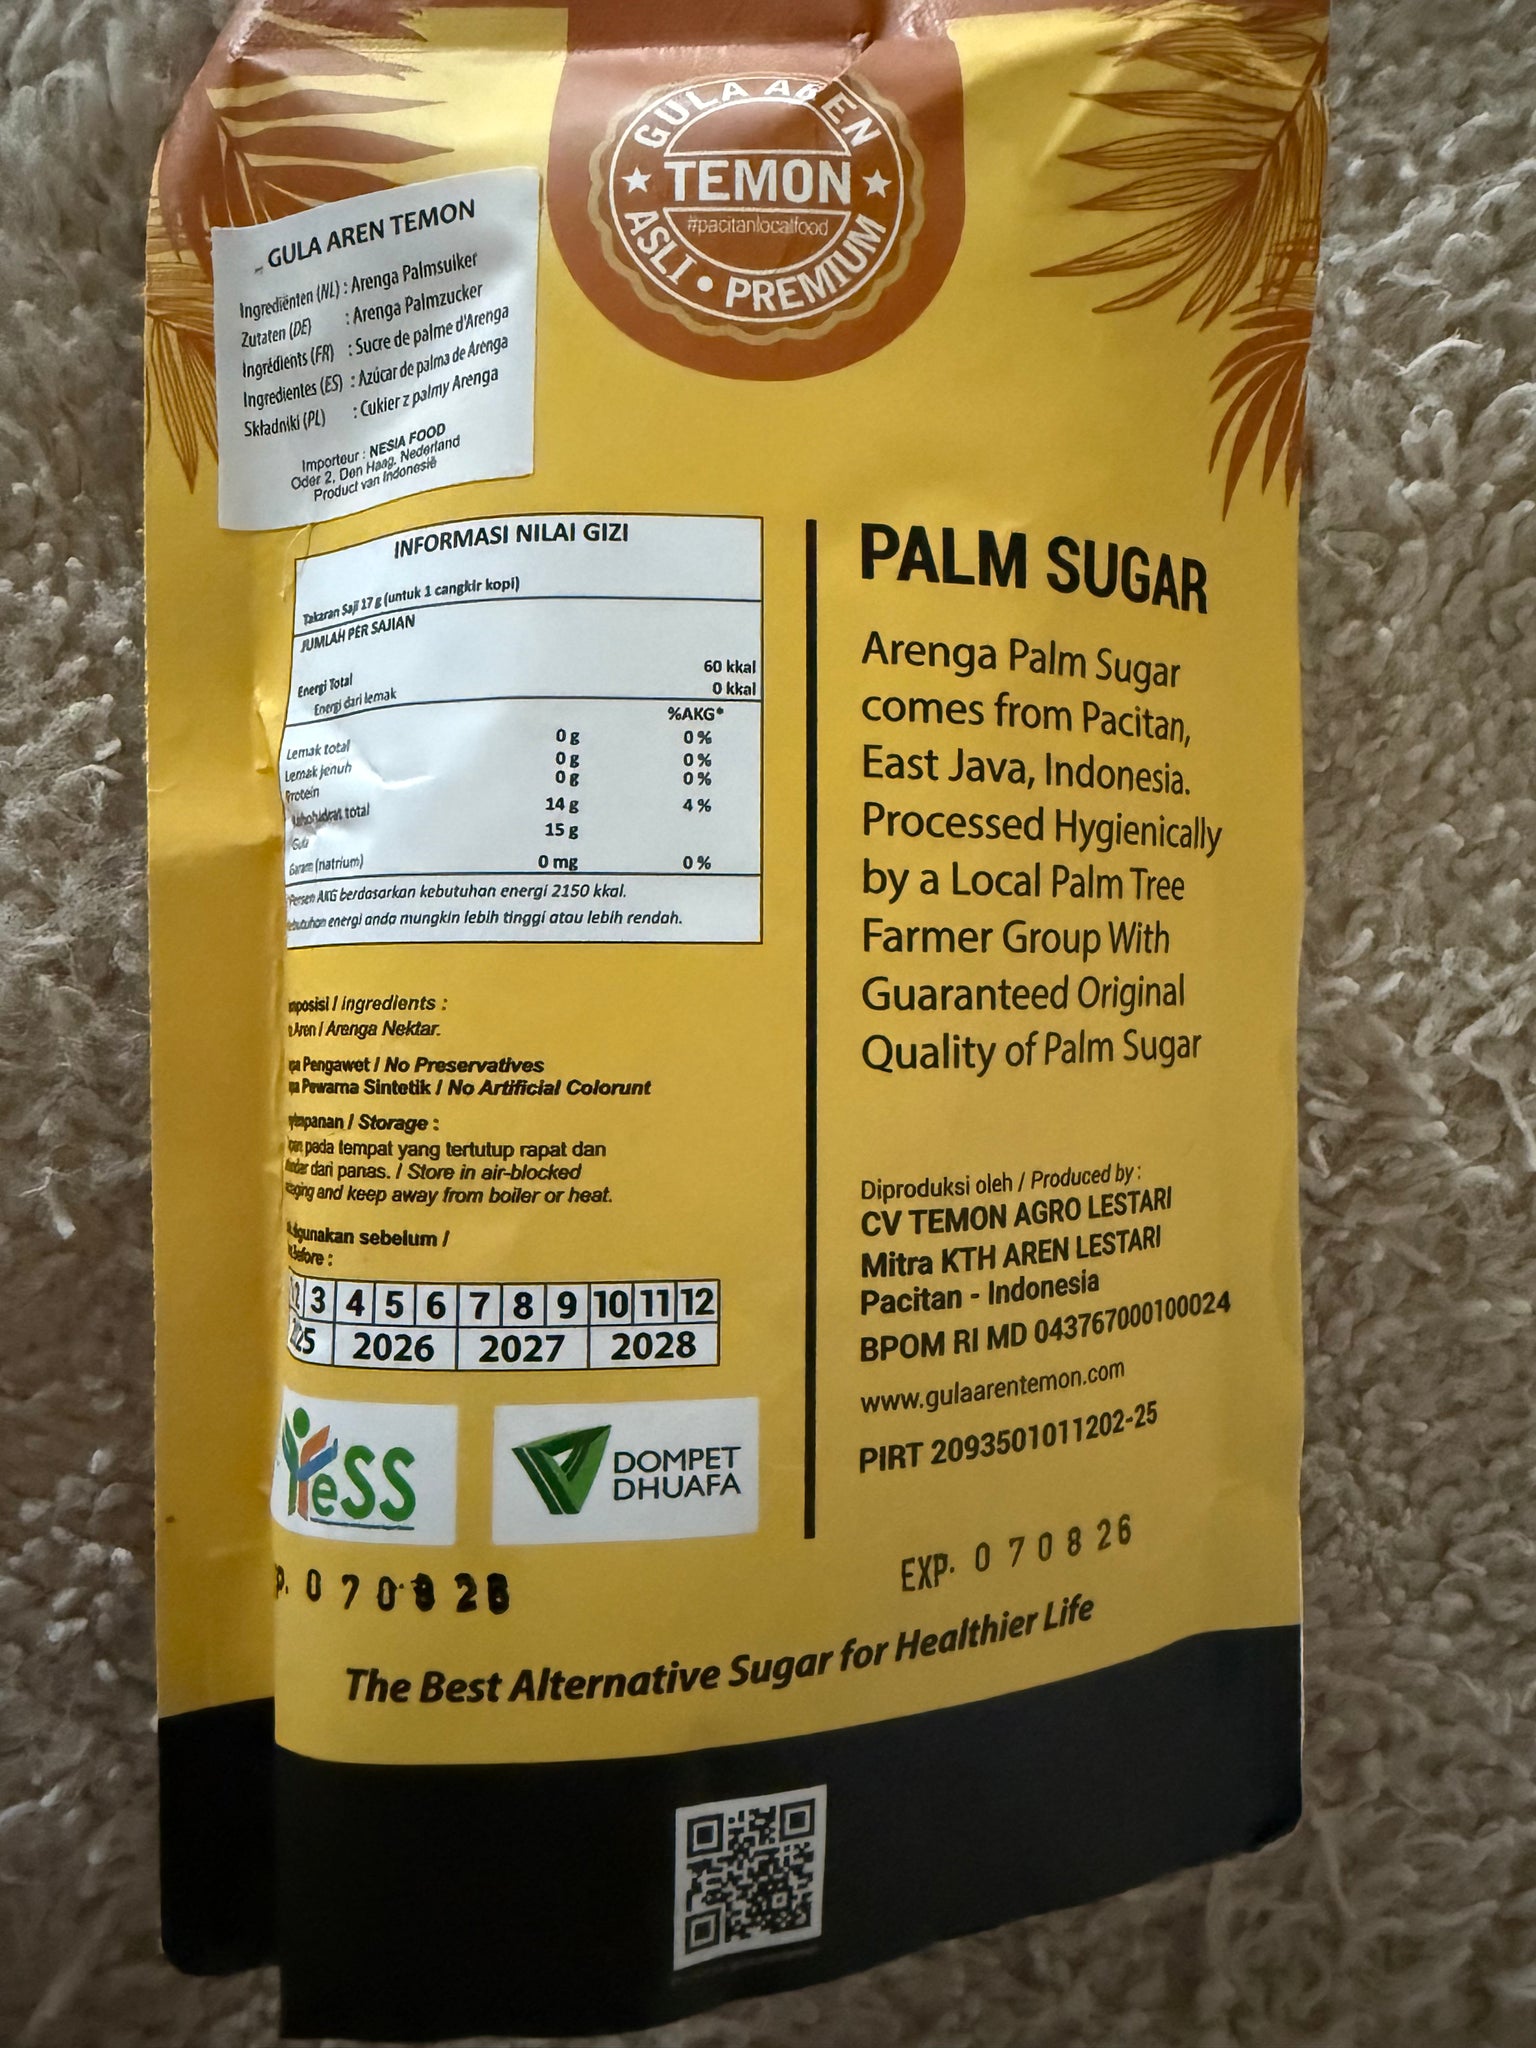 GULA AREN
TEMON
#pacitanlocalfood
ASLI • PREMIUM
GULA AREN TEMON
Ingrediënten (NL) : Arenga Palmsuiker
Zutaten (DE) : Arenga Palmzucker
Ingrédients (FR) : Sucre de palme d'Arenga
Ingredientes (ES) : Azúcar de palma de Arenga
Składniki (PL) : Cukier z palmy Arenga
Importeur : NESIA FOOD
Oder 2, Den Haag, Nederland
Product van Indonesië
INFORMASI NILAI GIZI
Takaran Saji 17 g (untuk 1 cangkir kopi)
JUMLAH PER SAJIAN
Energi Total 60 kkal
Energi dari lemak 0 kkal
%AKG*
Lemak total 0 g 0 %
Lemak jenuh 0 g 0 %
Protein 0 g 0 %
total 14 g 4 %
Gula 15 g
Garam (natrium) 0 mg 0 %
*Persen AKG berdasarkan kebutuhan energi 2150 kkal.
energi anda mungkin lebih tinggi atau lebih rendah.
/ ingredients :
Aren / Arenga Nektar.
Pengawet / No Preservatives
Pewarna Sintetik / No Artificial Colorunt
/ Storage :
pada tempat yang tertutup rapat dan
dari panas. / Store in air-blocked
and keep away from boiler or heat.
sebelum /
before :
2 3 4 5 6 7 8 9 10 11 12
25 2026 2027 2028
YESS
DOMPET
DHUAFA
PALM SUGAR
Arenga Palm Sugar
comes from Pacitan,
East Java, Indonesia.
Processed Hygienically
by a Local Palm Tree
Farmer Group With
Guaranteed Original
Quality of Palm Sugar
Diproduksi oleh / Produced by :
CV TEMON AGRO LESTARI
Mitra KTH AREN LESTARI
Pacitan - Indonesia
BPOM RI MD 043767000100024
www.gulaarentemon.com
PIRT 2093501011202-25
EXP. 0 7 0 8 2 6
The Best Alternative Sugar for Healthier Life